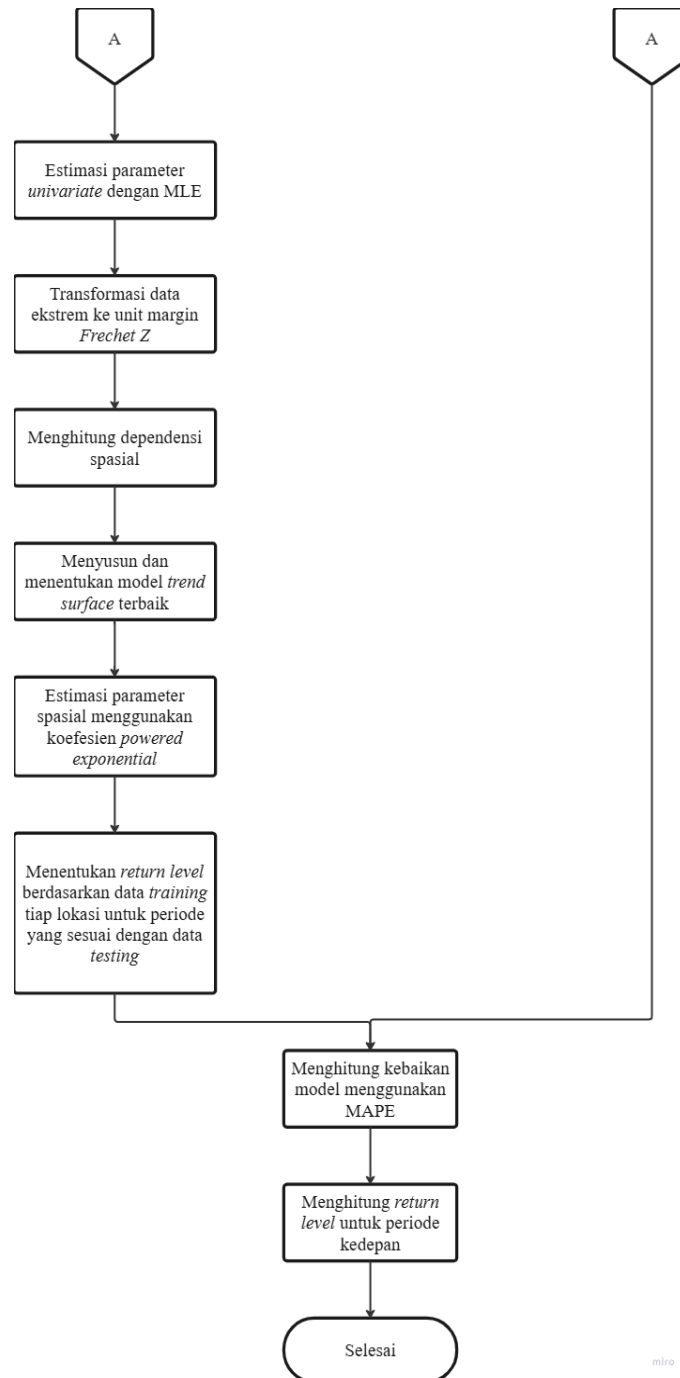 A
A
Estimasi parameter
univariate dengan MLE
Transformasi data
ekstrem ke unit margin
Frechet Z
Menghitung dependensi
spasial
Menyusun dan
menentukan model trend
surface terbaik
Estimasi parameter
spasial menggunakan
koefesien powered
exponential
Menentukan return level
berdasarkan data training
tiap lokasi untuk periode
yang sesuai dengan data
testing
Menghitung kebaikan
model menggunakan
MAPE
Menghitung return
level untuk periode
kedepan
Selesai
miro